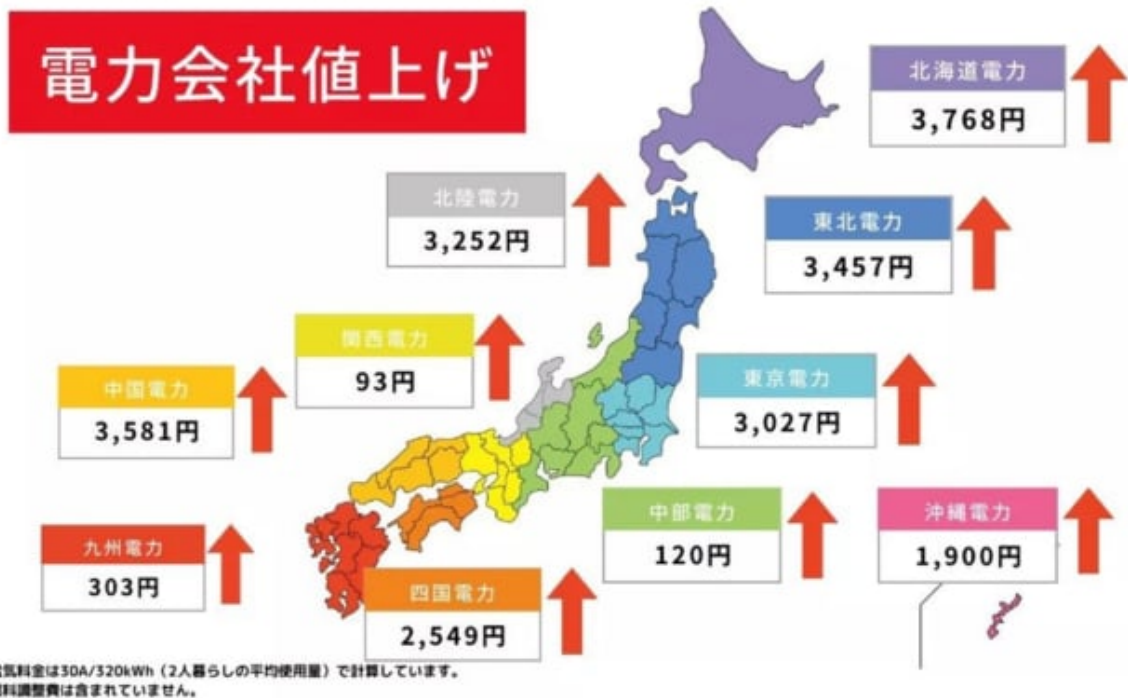 電力会社値上げ
北海道電力
3,768円
北陸電力
3,252円
東北電力
3,457円
関西電力
93円
中国電力
3,581円
東京電力
3,027円
九州電力
303円
四国電力
2,549円
中部電力
120円
沖縄電力
1,900円
気料金は30A/320kWh（2人暮らしの平均使用量）で計算しています。
料調整費は含まれていません。